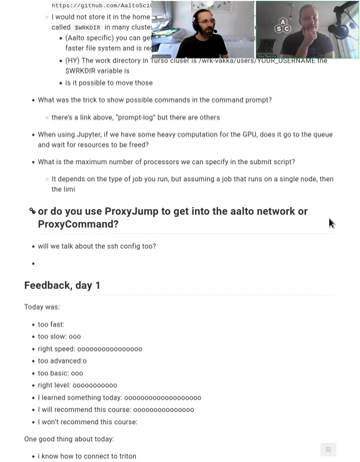 https://github.com/AaltoSci
I would not store it in the home
called $WRKDIR in many cluste
(Aalto specific) you can ge
faster file system and is re
(HY) The work directory in Turso cluser is /wrk-vakka/users/YOUR_USERNAME the
$WRKDIR variable is
is it possible to move those
What was the trick to show possible commands in the command prompt?
there's a link above, "prompt-log" but there are others
When using Jupyter, if we have some heavy computation for the GPU, does it go to the queue
and wait for resources to be freed?
What is the maximum number of processors we can specify in the submit script?
It depends on the type of job you run, but assuming a job that runs on a single node, then
the limi
or do you use ProxyJump to get into the aalto network or
ProxyCommand?
will we talk about the ssh config too?
Feedback, day 1
Today was:
too fast:
too slow: ooo
right speed: oooooooooooooooo
too advanced:o
too basic: ooo
right level: ooooooooooo
I learned something today: ooooooooooooooooooo
I will recommend this course: ooooooooooooooo
I won't recommend this course:
One good thing about today:
i know how to connect to triton